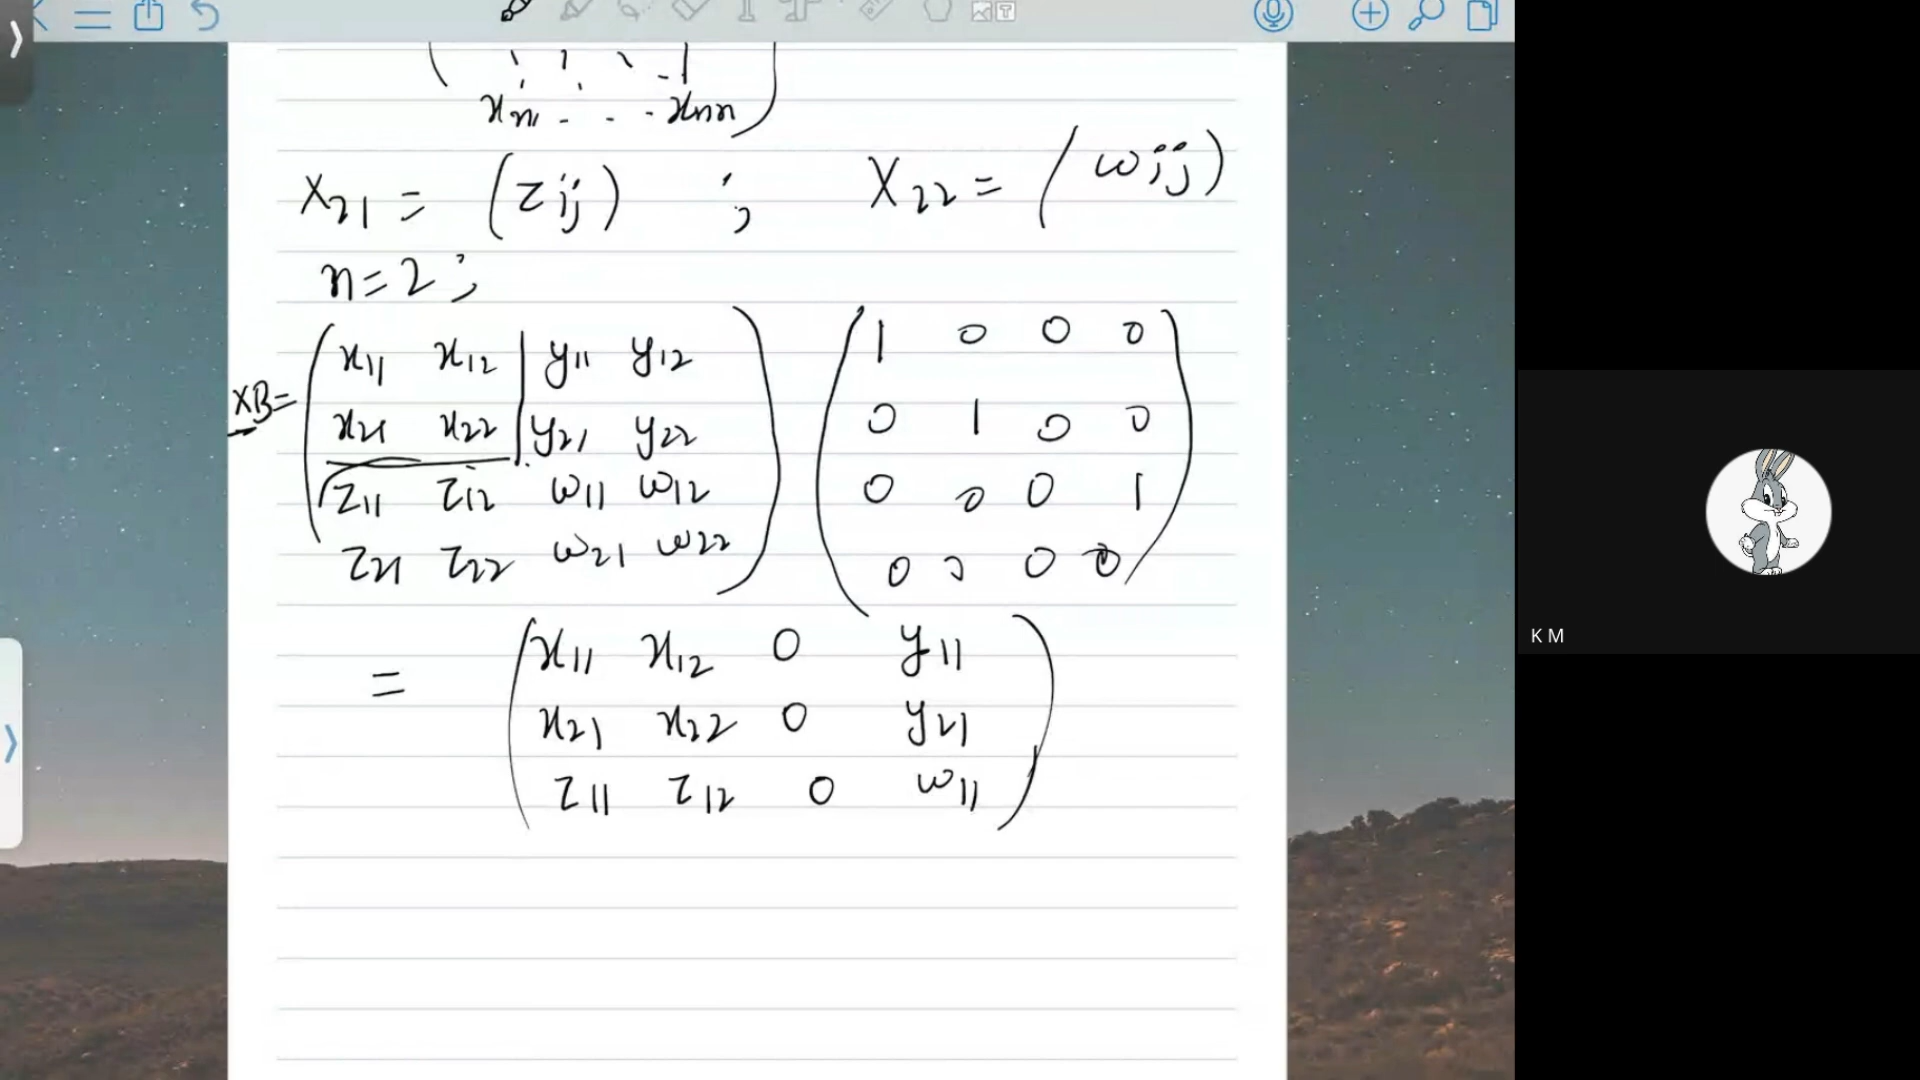 xn1 - . . - xnn
X21 = (zij) ; X22 = (wij)
n=2;
XB= (x11 x12 | y11 y12) (1 0 0 0)
x21 x22 | y21 y22 0 1 0 0
z11 z12 w11 w12 0 0 0 1
z21 z22 w21 w22 0 0 0 0
= (x11 x12 0 y11)
x21 x22 0 y21
z11 z12 0 w11
K M